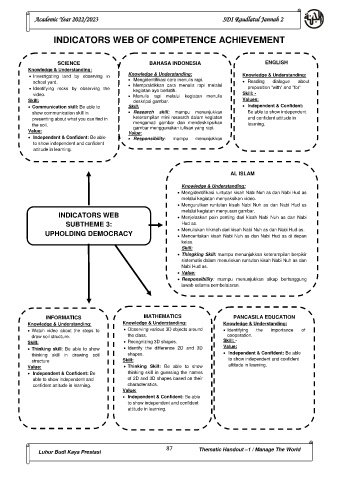 Academic Year 2022/2023
SDI Raudlatul Jannah 2
INDICATORS WEB OF COMPETENCE ACHIEVEMENT
SCIENCE
Knowledge & Understanding:
• Investigating land by observing in
school yard.
• Identifying rocks by observing the
video.
Skill:
• Communication skill: Be able to
show communication skill in
presenting about what you can find in
the soil.
Value:
• Independent & Confident: Be able
to show independent and confident
attitude in learning.
BAHASA INDONESIA
Knowledge & Understanding:
• Mengidentifikasi cara menulis rapi.
• Mempraktikkan cara menulis rapi melalui
kegiatan ayo berlatih.
• Menulis rapi melalui kegiatan menulis
deskripsi gambar.
Skill:
• Research skill: mampu menunjukkan
keterampilan mini research dalam kegiatan
mengamati gambar dan mendeskripsikan
gambar menggunakan tulisan yang rapi.
Value:
• Responsibility: mampu menunjukkan
ENGLISH
Knowledge & Understanding:
• Reading dialogue about
preposition "with" and "for"
Skill: -
Values:
• Independent & Confident:
Be able to show independent
and confident attitude in
learning.
AL ISLAM
Knowledge & Understanding:
• Mengidentifikasi runtutan kisah Nabi Nuh as dan Nabi Hud as
melalui kegiatan menyaksikan video.
• Mengurutkan runtutan kisah Nabi Nuh as dan Nabi Hud as
melalui kegiatan menyusun gambar.
• Menjelaskan poin penting dari kisah Nabi Nuh as dan Nabi
Hud as.
• Menuliskan hikmah dari kisah Nabi Nuh as dan Nabi Hud as.
• Menceritakan kisah Nabi Nuh as dan Nabi Hud as di depan
kelas.
Skill:
• Thingking Skill: mampu menunjukkan keterampilan berpikir
sistematis dalam menuliskan runtutan kisah Nabi Nuh as dan
Nabi Hud as.
• Value:
• Responsibility: mampu menunjukkan sikap bertanggung
jawab selama pembelajaran.
INDICATORS WEB
SUBTHEME 3:
UPHOLDING DEMOCRACY
INFORMATICS
Knowledge & Understanding:
• Watch video about the steps to
draw soil structure.
Skill:
• Thinking skill: Be able to show
thinking skill in drawing soil
structure
Value:
• Independent & Confident: Be
able to show independent and
confident attitude in learning.
MATHEMATICS
Knowledge & Understanding:
• Observing various 3D objects around
the class.
• Recognizing 3D shapes.
• Identify the difference 2D and 3D
shapes.
Skill:
• Thinking Skill: Be able to show
thinking skill in guessing the names
of 2D and 3D shapes based on their
characteristics.
Value:
• Independent & Confident: Be able
to show independent and confident
attitude in learning.
PANCASILA EDUCATION
Knowledge & Understanding:
• Identifying the importance of
cooperation.
Skill: -
Value:
• Independent & Confident: Be able
to show independent and confident
attitude in learning.
Luhur Budi Kaya Prestasi
87
Thematic Handout –1 / Manage The World